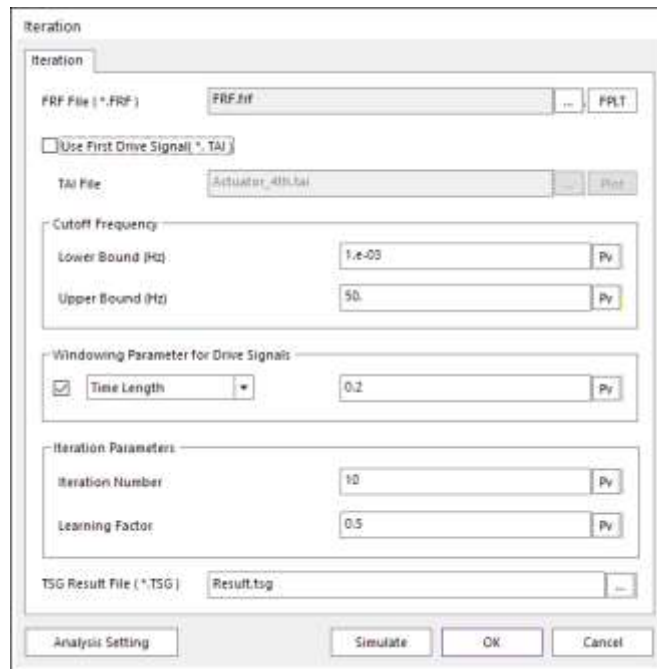 Iteration
Iteration
FRF File ( *.FRF ) FRF.frf ... FPLT
Use First Drive Signal( *. TAI )
TAI File Actuator_4th.tai ... Plot
Cutoff Frequency
Lower Bound (Hz) 1.e-03 Pv
Upper Bound (Hz) 50. Pv
Windowing Parameter for Drive Signals
Time Length 0.2 Pv
Iteration Parameters
Iteration Number 10 Pv
Learning Factor 0.5 Pv
TSG Result File ( *.TSG ) Result.tsg ...
Analysis Setting Simulate OK Cancel